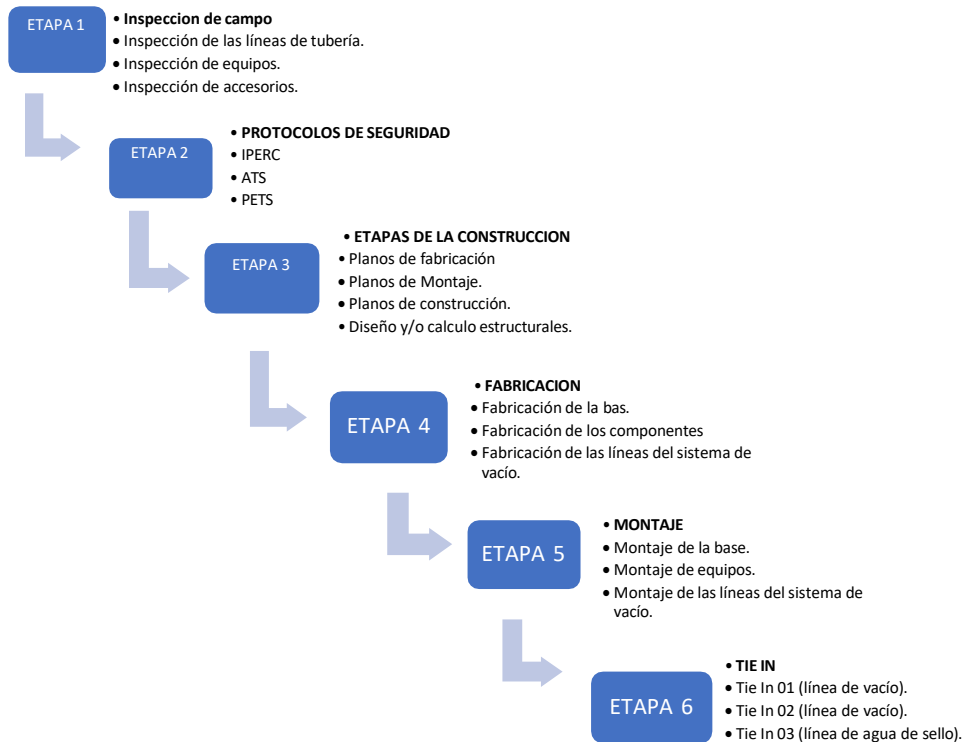 ETAPA 1
• Inspeccion de campo
• Inspección de las líneas de tubería.
• Inspección de equipos.
• Inspección de accesorios.
ETAPA 2
• PROTOCOLOS DE SEGURIDAD
• IPERC
• ATS
• PETS
ETAPA 3
• ETAPAS DE LA CONSTRUCCION
• Planos de fabricación
• Planos de Montaje.
• Planos de construcción.
• Diseño y/o calculo estructurales.
ETAPA 4
• FABRICACION
• Fabricación de la bas.
• Fabricación de los componentes
• Fabricación de las líneas del sistema de
vacío.
ETAPA 5
• MONTAJE
• Montaje de la base.
• Montaje de equipos.
• Montaje de las líneas del sistema de
vacío.
ETAPA 6
• TIE IN
• Tie In 01 (línea de vacío).
• Tie In 02 (línea de vacío).
• Tie In 03 (línea de agua de sello).